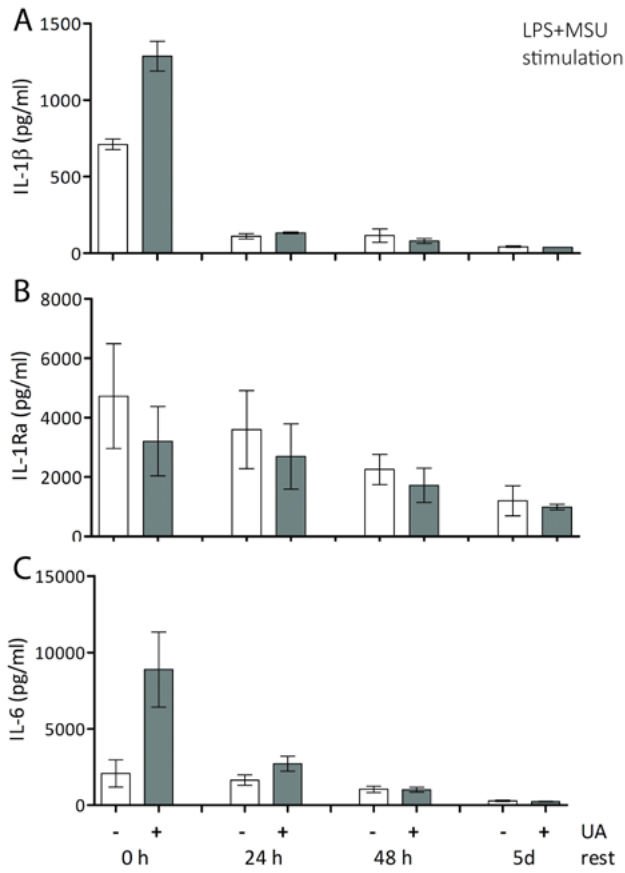 A
LPS+MSU
stimulation
IL-1β (pg/ml)
1500
1000
500
0
B
IL-1Ra (pg/ml)
8000
6000
4000
2000
0
C
IL-6 (pg/ml)
15000
10000
5000
0
- + - + - + - + UA
0 h 24 h 48 h 5d rest